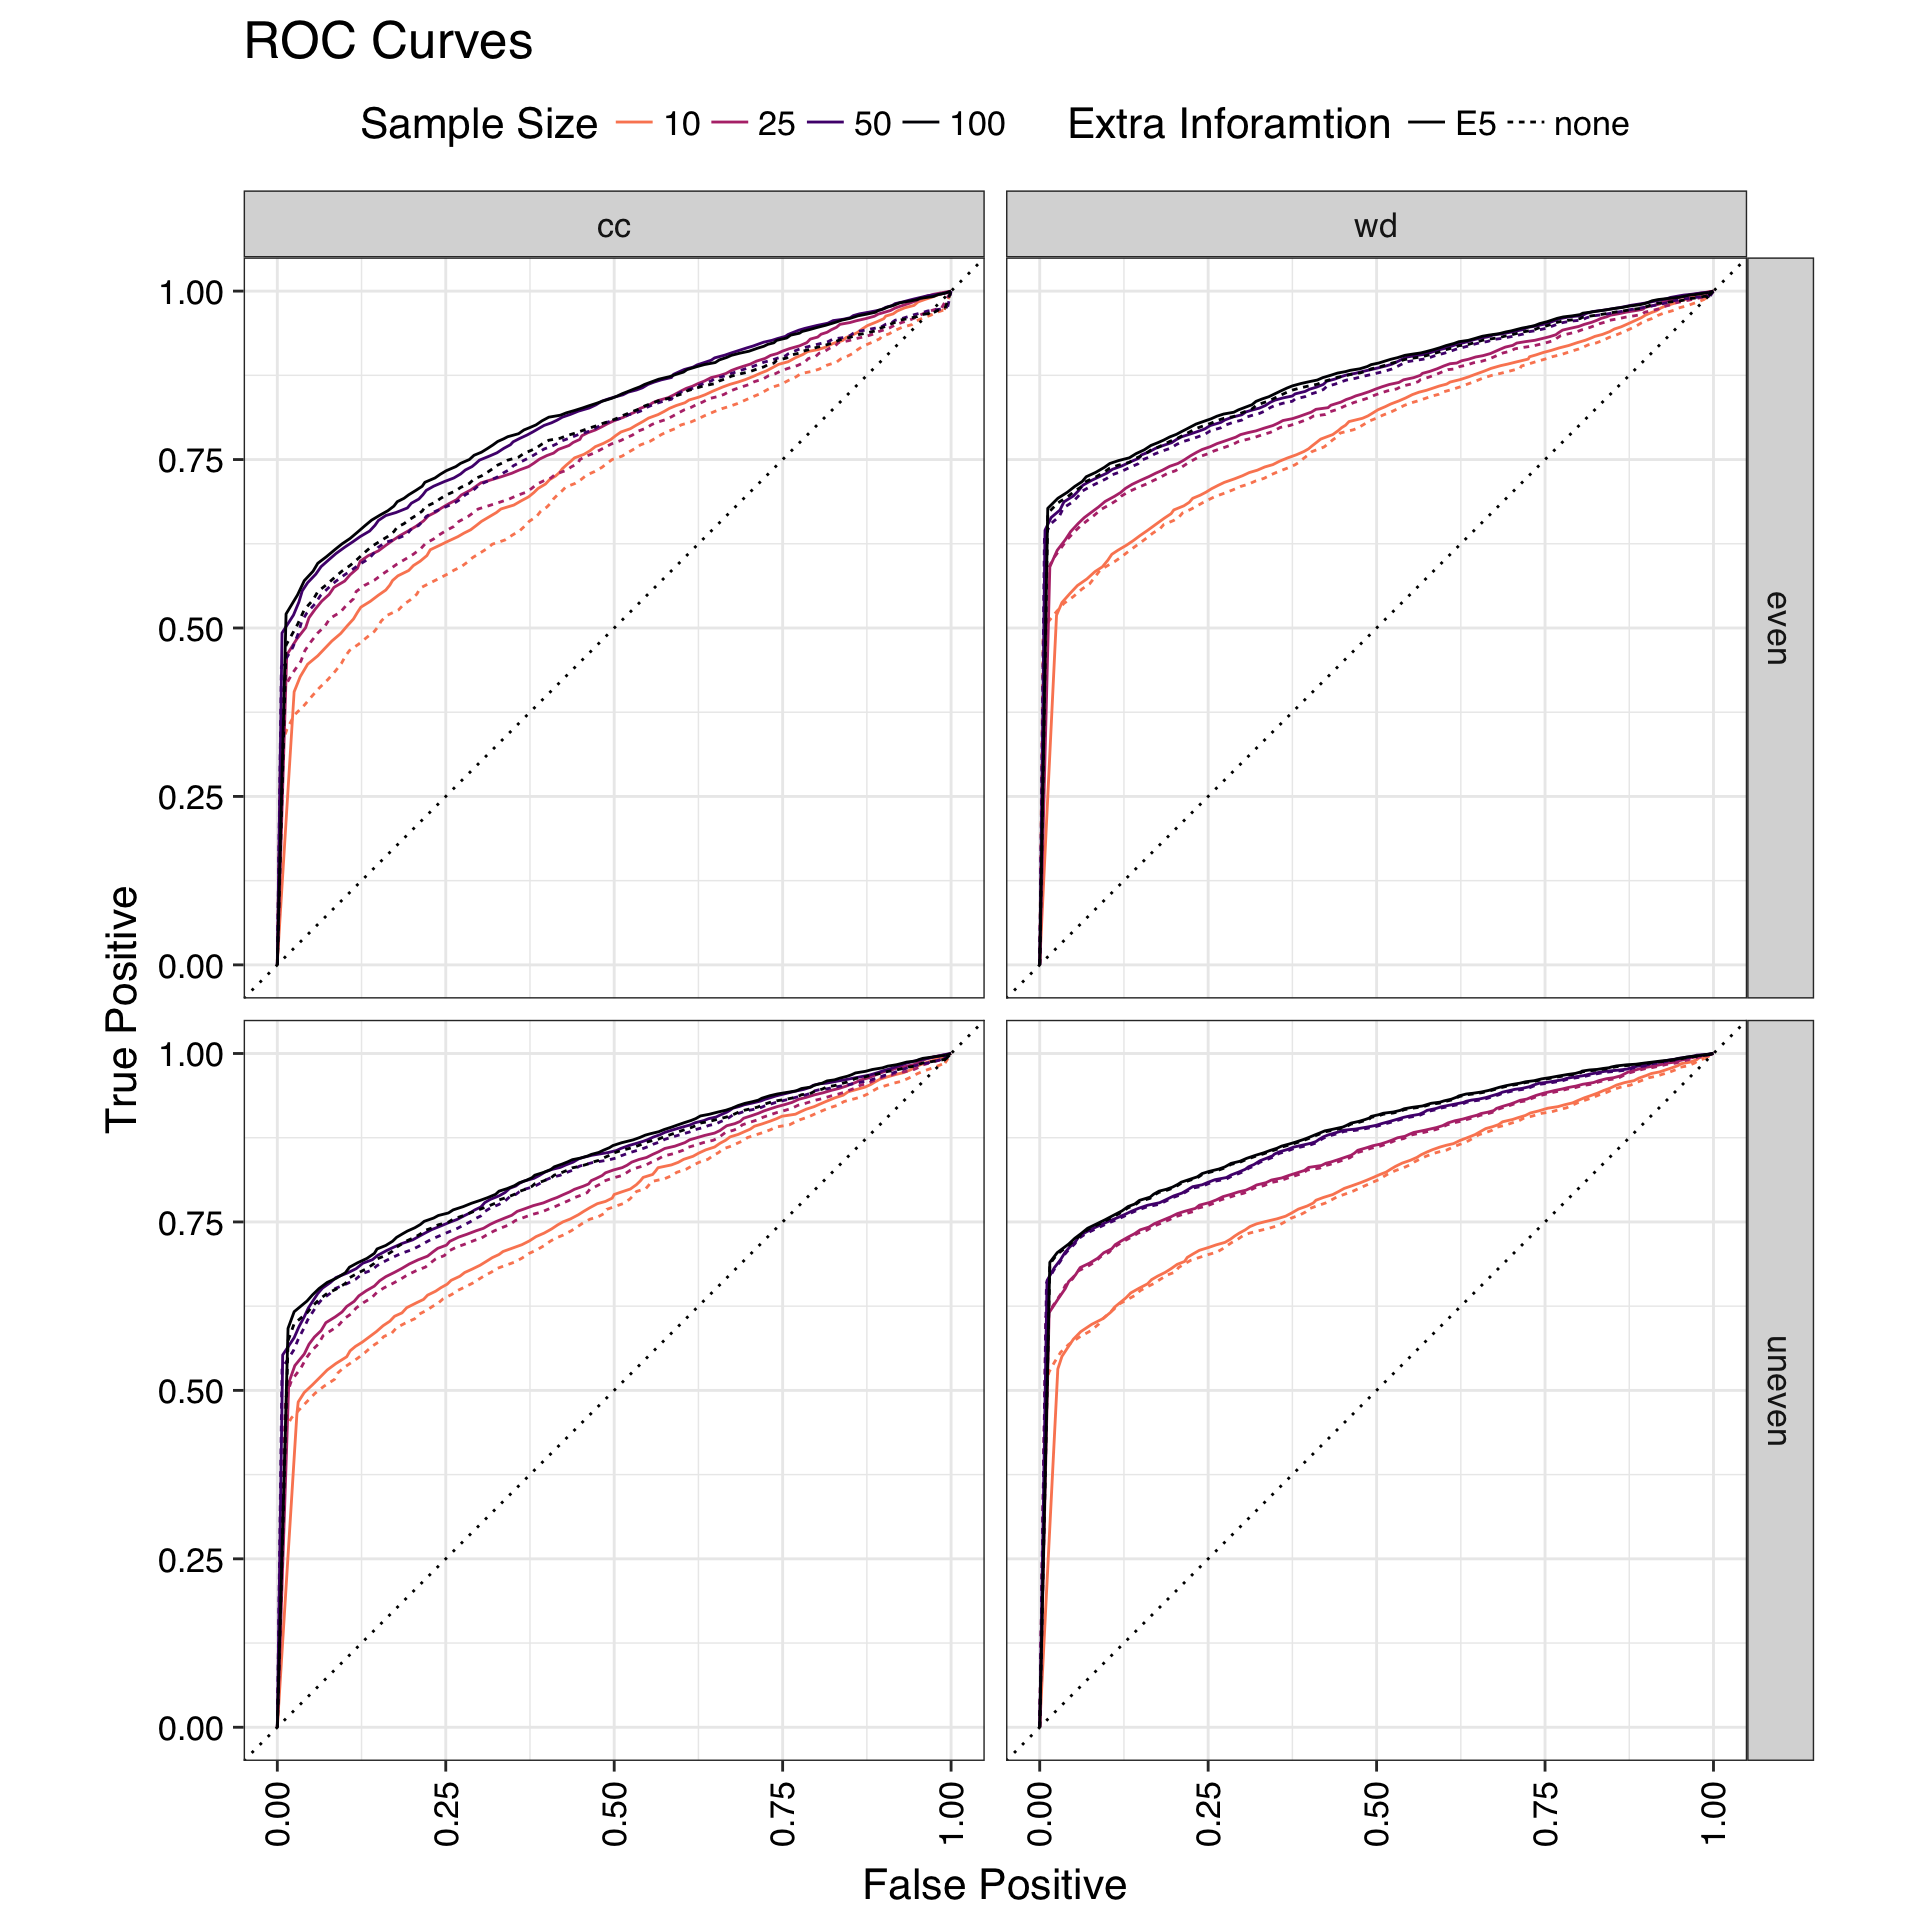 ROC Curves
Sample Size 10 25 50 100 Extra Inforamtion E5 none
cc wd
1.00
0.75
0.50
0.25
0.00
even
True Positive
1.00
0.75
0.50
0.25
0.00
uneven
0.00 0.25 0.50 0.75 1.00 0.00 0.25 0.50 0.75 1.00
False Positive